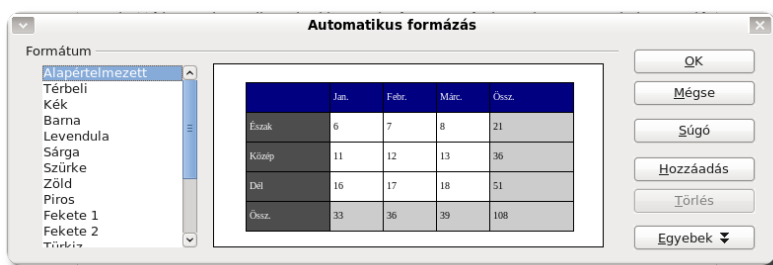 Automatikus formázás
Formátum
Alapértelmezett
Térbeli
Kék
Barna
Levendula
Sárga
Szürke
Zöld
Piros
Fekete 1
Fekete 2
Türkiz
Jan. Febr. Márc. Össz.
Észak 6 7 8 21
Közép 11 12 13 36
Dél 16 17 18 51
Össz. 33 36 39 108
OK
Mégse
Súgó
Hozzáadás
Törlés
Egyebek